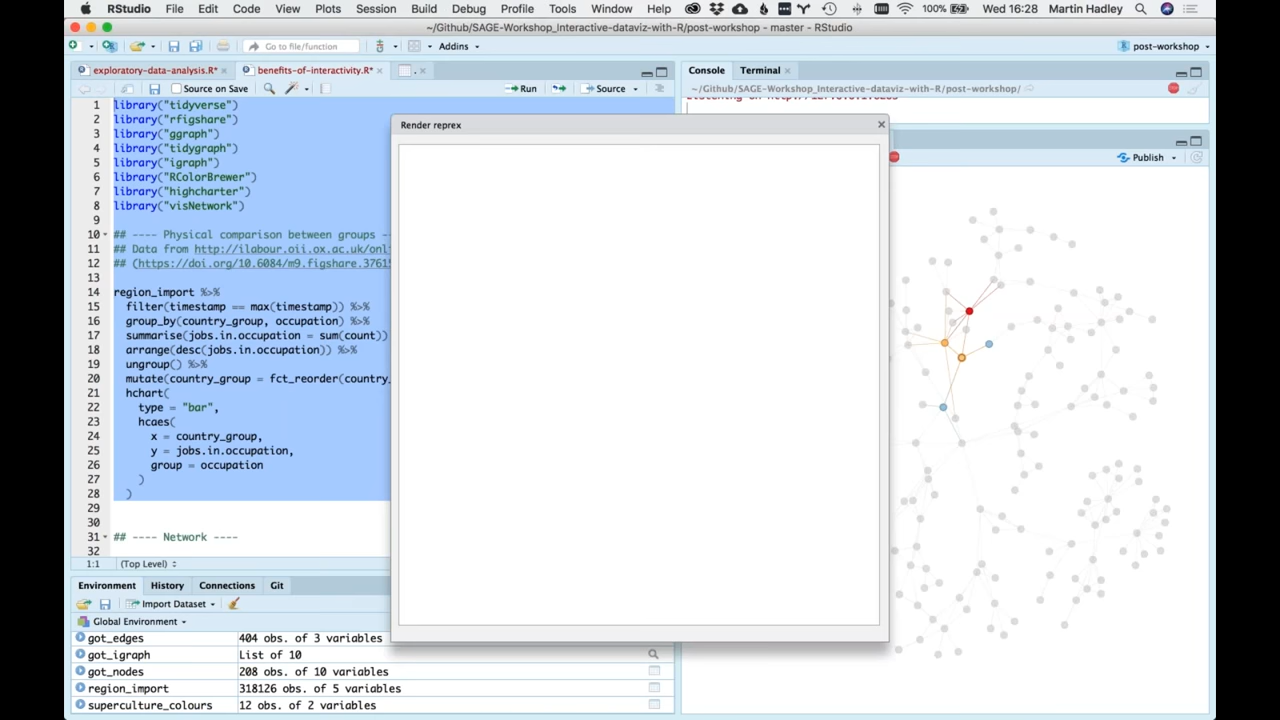 RStudio File Edit Code View Plots Session Build Debug Profile Tools Window Help 100% Wed 16:28 Martin Hadley
~/Github/SAGE-Workshop_Interactive-dataviz-with-R/post-workshop - master - RStudio
Go to file/function Addins post-workshop
exploratory-data-analysis.R* benefits-of-interactivity.R* .
Source on Save Run Source
1 library("tidyverse")
2 library("rfigshare")
3 library("ggraph")
4 library("tidygraph")
5 library("igraph")
6 library("RColorBrewer")
7 library("highcharter")
8 library("visNetwork")
9
10 ## ---- Physical comparison between groups --
11 ## Data from http://ilabour.oii.ox.ac.uk/onli
12 ## (https://doi.org/10.6084/m9.figshare.37615
13
14 region_import %>%
15 filter(timestamp == max(timestamp)) %>%
16 group_by(country_group, occupation) %>%
17 summarise(jobs.in.occupation = sum(count))
18 arrange(desc(jobs.in.occupation)) %>%
19 ungroup() %>%
20 mutate(country_group = fct_reorder(country_
21 hchart(
22 type = "bar",
23 hcaes(
24 x = country_group,
25 y = jobs.in.occupation,
26 group = occupation
27 )
28 )
29
30
31 ## ---- Network ----
32
1:1 (Top Level)
Environment History Connections Git
Import Dataset
Global Environment
got_edges 404 obs. of 3 variables
got_igraph List of 10
got_nodes 208 obs. of 10 variables
region_import 318126 obs. of 5 variables
superculture_colours 12 obs. of 2 variables
Console Terminal
~/Github/SAGE-Workshop_Interactive-dataviz-with-R/post-workshop/
Publish
Render reprex